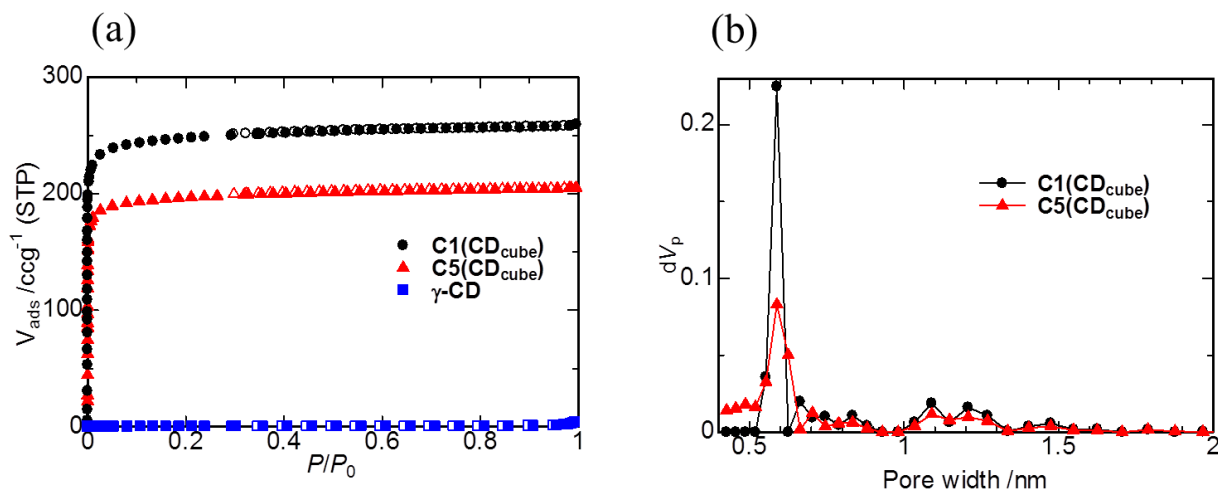 (a)
300
200
100
0
V_ads /ccg⁻¹ (STP)
C1(CD_cube)
C5(CD_cube)
γ-CD
0 0.2 0.4 0.6 0.8 1
P/P₀
(b)
0.2
0.1
0
dV_p
C1(CD_cube)
C5(CD_cube)
0.5 1 1.5 2
Pore width /nm